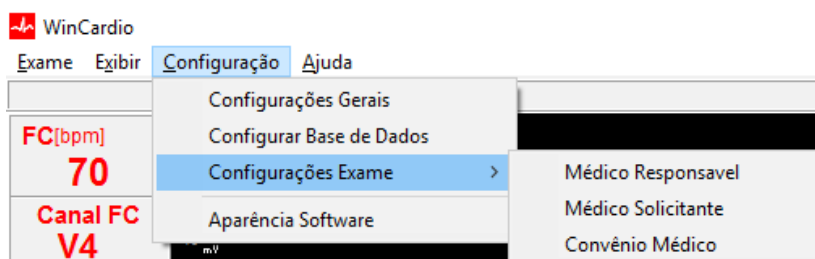 WinCardio
Exame Exibir Configuração Ajuda
Configurações Gerais
Configurar Base de Dados
Configurações Exame
Aparência Software
Médico Responsavel
Médico Solicitante
Convênio Médico
FC[bpm]
70
Canal FC
V4
mV